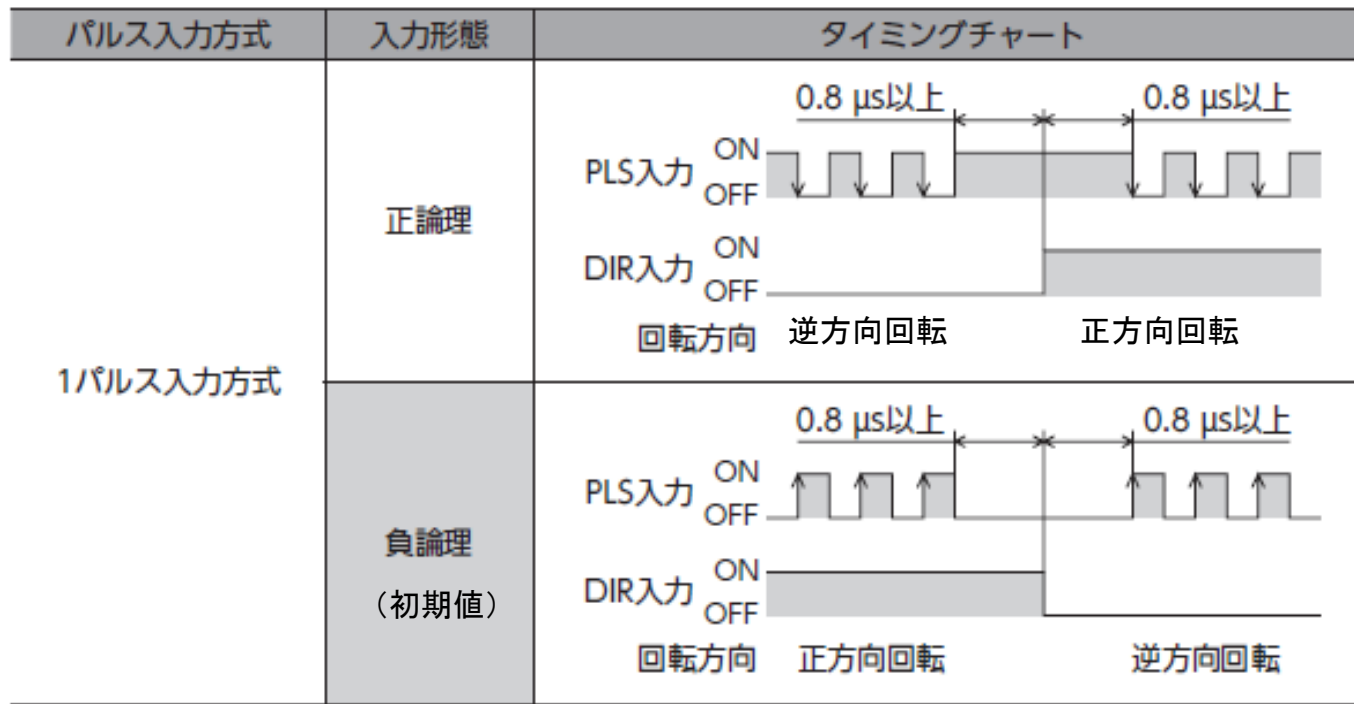 パルス入力方式 入力形態 タイミングチャート
1パルス入力方式
正論理
0.8 µs以上 0.8 µs以上
PLS入力 ON
OFF
DIR入力 ON
OFF
回転方向 逆方向回転 正方向回転
負論理
（初期値）
0.8 µs以上 0.8 µs以上
PLS入力 ON
OFF
DIR入力 ON
OFF
回転方向 正方向回転 逆方向回転